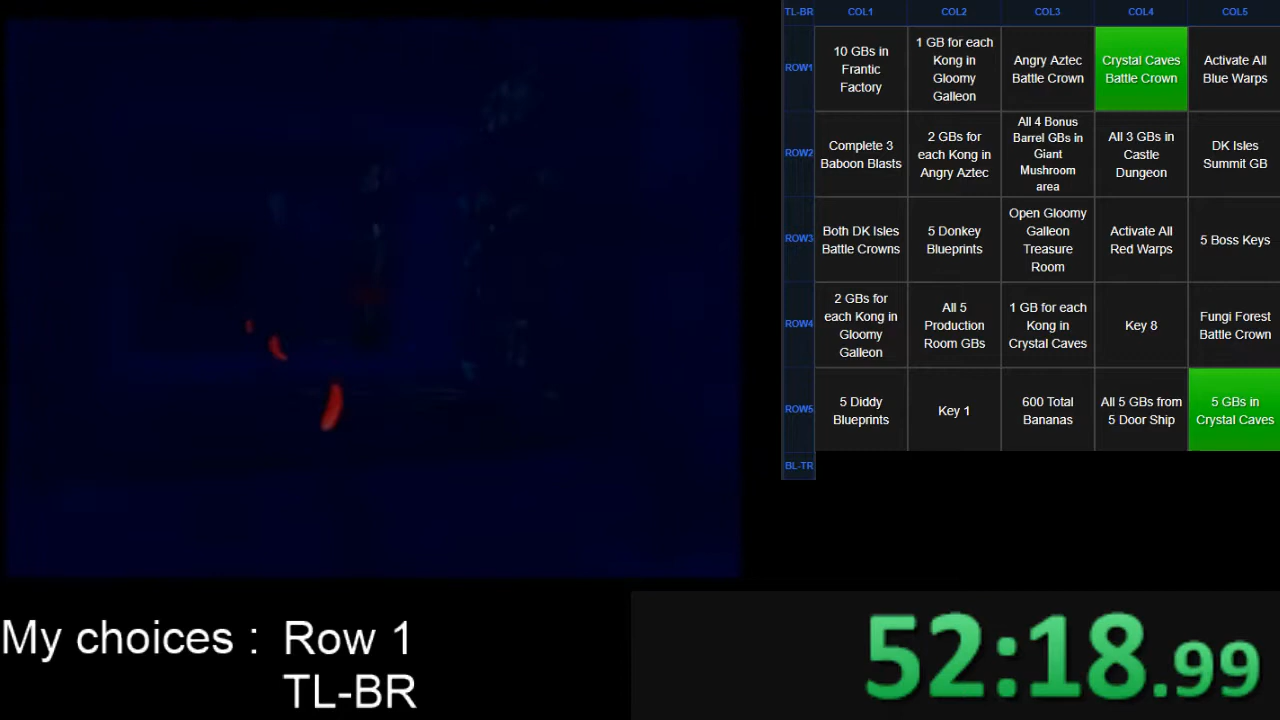 TL-BR COL1 COL2 COL3 COL4 COL5
ROW1
10 GBs in
Frantic
Factory
1 GB for each
Kong in
Gloomy
Galleon
Angry Aztec
Battle Crown
Crystal Caves
Battle Crown
Activate All
Blue Warps
ROW2
Complete 3
Baboon Blasts
2 GBs for
each Kong in
Angry Aztec
All 4 Bonus
Barrel GBs in
Giant
Mushroom
area
All 3 GBs in
Castle
Dungeon
DK Isles
Summit GB
ROW3
Both DK Isles
Battle Crowns
5 Donkey
Blueprints
Open Gloomy
Galleon
Treasure
Room
Activate All
Red Warps
5 Boss Keys
ROW4
2 GBs for
each Kong in
Gloomy
Galleon
All 5
Production
Room GBs
1 GB for each
Kong in
Crystal Caves
Key 8
Fungi Forest
Battle Crown
ROW5
5 Diddy
Blueprints
Key 1
600 Total
Bananas
All 5 GBs from
5 Door Ship
5 GBs in
Crystal Caves
BL-TR
My choices : Row 1
TL-BR
52:18.99